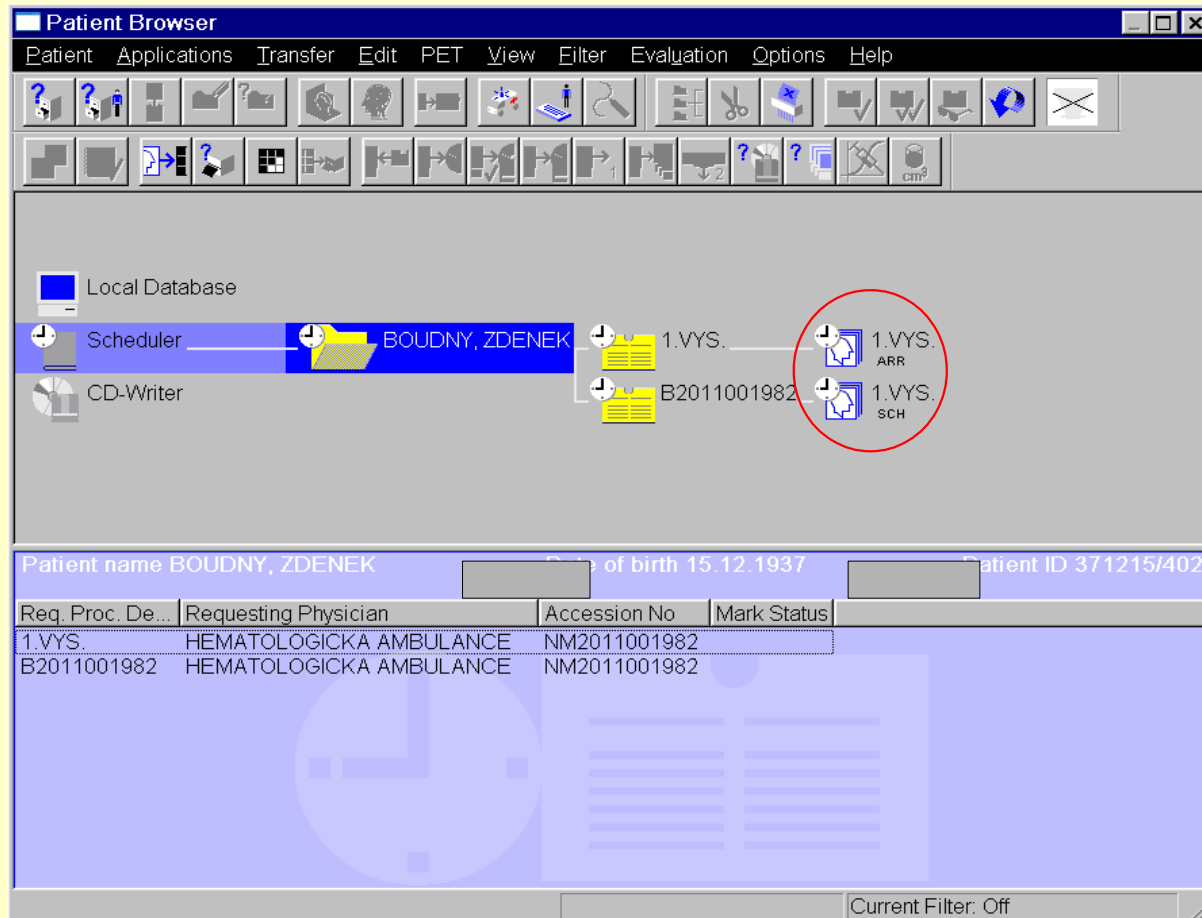 Patient Browser
Patient Applications Transfer Edit PET View Filter Evaluation Options Help
? ?
?
? ? ?
1 2 cm³
Local Database
Scheduler BOUDNY, ZDENEK 1.VYS. 1.VYS.
ARR
CD-Writer B2011001982 1.VYS.
SCH
Patient name BOUDNY, ZDENEK of birth 15.12.1937 Patient ID 371215/402
Req. Proc. De... Requesting Physician Accession No Mark Status
1.VYS. HEMATOLOGICKA AMBULANCE NM2011001982
B2011001982 HEMATOLOGICKA AMBULANCE NM2011001982
Current Filter: Off